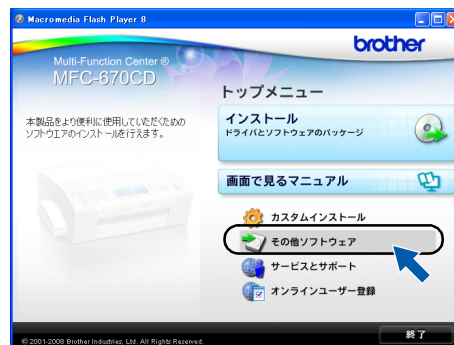 Macromedia Flash Player 8
brother
Multi-Function Center ®
MFC-670CD
トップメニュー
本製品をより便利に使用していただくための
ソフトウエアのインストールを行えます。
インストール
ドライバとソフトウェアのパッケージ
画面で見るマニュアル
カスタムインストール
その他ソフトウェア
サービスとサポート
オンラインユーザー登録
© 2001-2008 Brother Industries, Ltd. All Rights Reserved.
終了